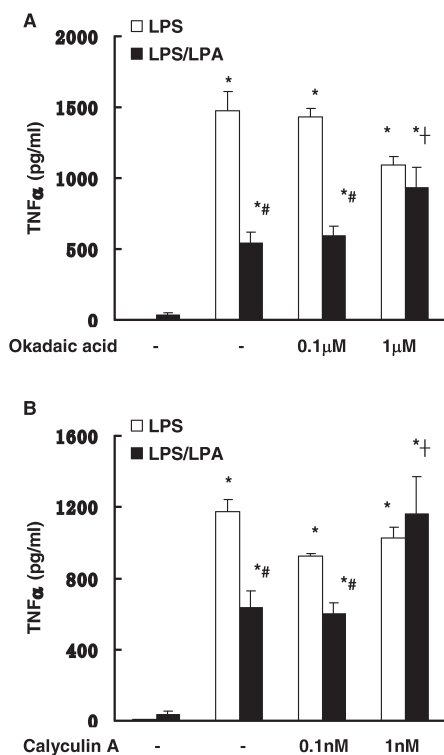 A
LPS
LPS/LPA
2000
1500
1000
500
0
TNFα (pg/ml)
*
*#
*
*#
*
*‡
Okadaic acid - - 0.1μM 1μM
B
LPS
LPS/LPA
1600
1200
800
400
0
TNFα (pg/ml)
*
*#
*
*#
*
*‡
Calyculin A - - 0.1nM 1nM